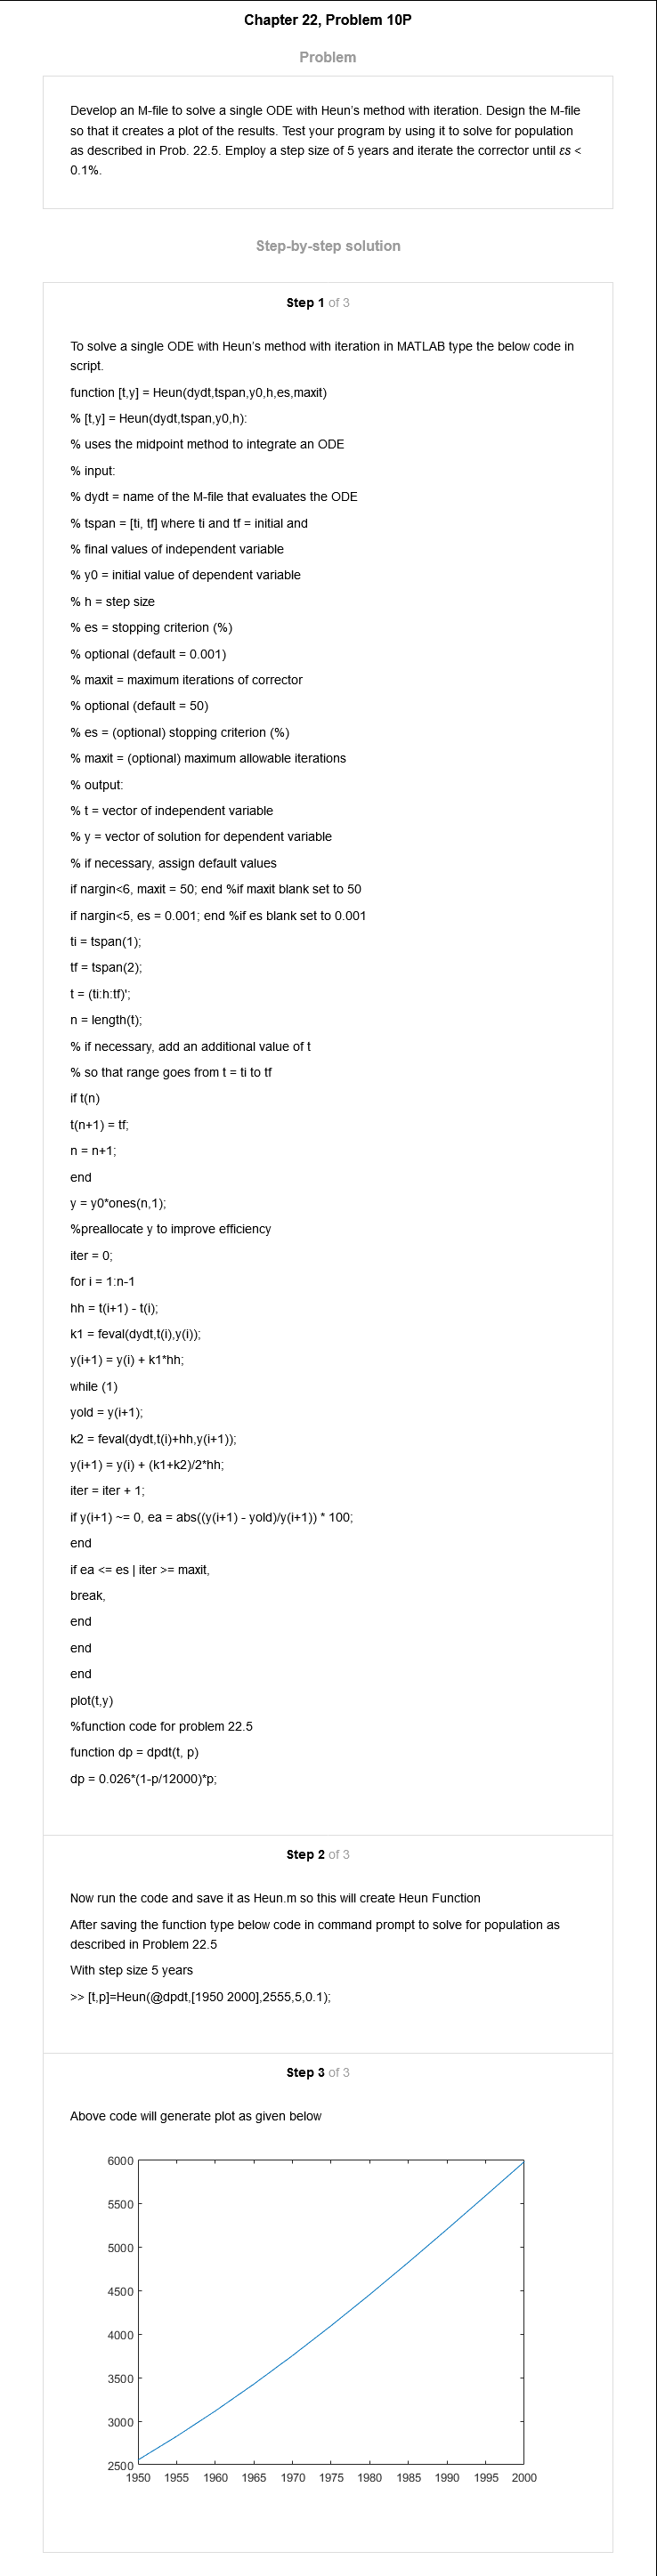 Chapter 22, Problem 10P
Problem
Develop an M-file to solve a single ODE with Heun's method with iteration. Design the M-file
so that it creates a plot of the results. Test your program by using it to solve for population
as described in Prob. 22.5. Employ a step size of 5 years and iterate the corrector until εs <
0.1%.
Step-by-step solution
Step 1 of 3
To solve a single ODE with Heun's method with iteration in MATLAB type the below code in
script.
function [t,y] = Heun(dydt,tspan,y0,h,es,maxit)
% [t,y] = Heun(dydt,tspan,y0,h):
% uses the midpoint method to integrate an ODE
% input:
% dydt = name of the M-file that evaluates the ODE
% tspan = [ti, tf] where ti and tf = initial and
% final values of independent variable
% y0 = initial value of dependent variable
% h = step size
% es = stopping criterion (%)
% optional (default = 0.001)
% maxit = maximum iterations of corrector
% optional (default = 50)
% es = (optional) stopping criterion (%)
% maxit = (optional) maximum allowable iterations
% output:
% t = vector of independent variable
% y = vector of solution for dependent variable
% if necessary, assign default values
if nargin<6, maxit = 50; end %if maxit blank set to 50
if nargin<5, es = 0.001; end %if es blank set to 0.001
ti = tspan(1);
tf = tspan(2);
t = (ti:h:tf)';
n = length(t);
% if necessary, add an additional value of t
% so that range goes from t = ti to tf
if t(n)
t(n+1) = tf;
n = n+1;
end
y = y0*ones(n,1);
%preallocate y to improve efficiency
iter = 0;
for i = 1:n-1
hh = t(i+1) - t(i);
k1 = feval(dydt,t(i),y(i));
y(i+1) = y(i) + k1*hh;
while (1)
yold = y(i+1);
k2 = feval(dydt,t(i)+hh,y(i+1));
y(i+1) = y(i) + (k1+k2)/2*hh;
iter = iter + 1;
if y(i+1) ~= 0, ea = abs((y(i+1) - yold)/y(i+1)) * 100;
end
if ea <= es | iter >= maxit,
break,
end
end
end
plot(t,y)
%function code for problem 22.5
function dp = dpdt(t, p)
dp = 0.026*(1-p/12000)*p;
Step 2 of 3
Now run the code and save it as Heun.m so this will create Heun Function
After saving the function type below code in command prompt to solve for population as
described in Problem 22.5
With step size 5 years
>> [t,p]=Heun(@dpdt,[1950 2000],2555,5,0.1);
Step 3 of 3
Above code will generate plot as given below
6000
5500
5000
4500
4000
3500
3000
2500
1950 1955 1960 1965 1970 1975 1980 1985 1990 1995 2000